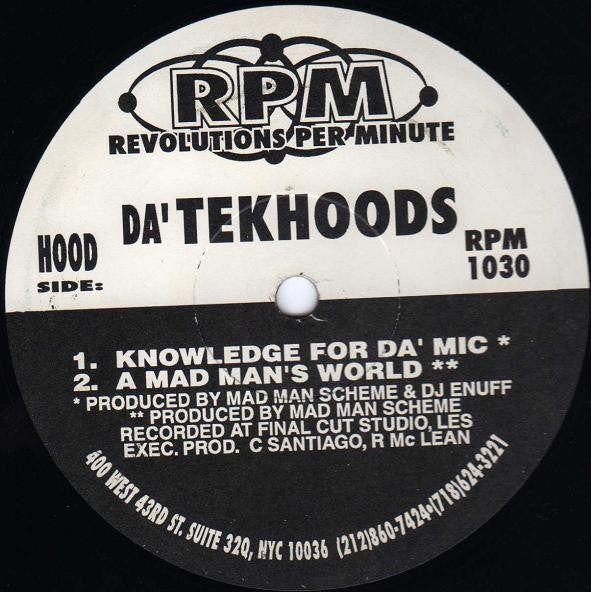 RPM
REVOLUTIONS PER MINUTE
DA' TEKHOODS
HOOD
SIDE:
RPM
1030
1. KNOWLEDGE FOR DA' MIC *
2. A MAD MAN'S WORLD **
* PRODUCED BY MAD MAN SCHEME & DJ ENUFF
** PRODUCED BY MAD MAN SCHEME
RECORDED AT FINAL CUT STUDIO, LES
EXEC. PROD. C SANTIAGO, R Mc LEAN
400 WEST 43RD ST. SUITE 32Q, NYC 10036 (212)860-7424•(718)624-3221